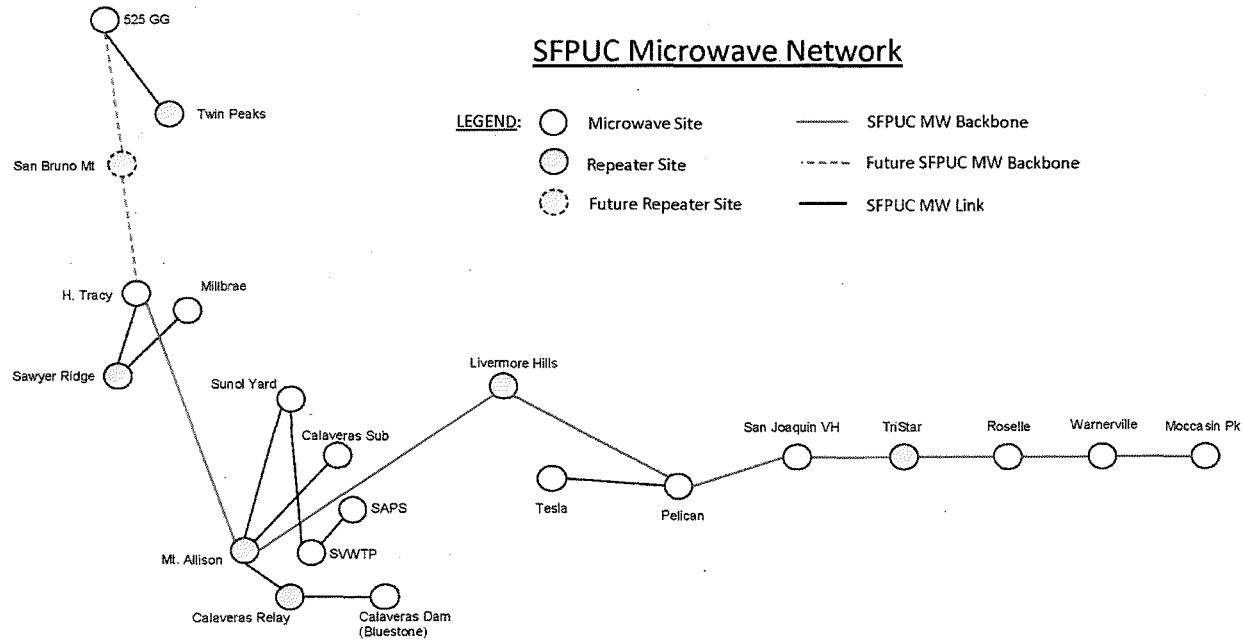 525 GG
SFPUC Microwave Network
Twin Peaks
LEGEND:
Microwave Site
SFPUC MW Backbone
San Bruno Mt
Repeater Site
Future SFPUC MW Backbone
Future Repeater Site
SFPUC MW Link
H. Tracy
Millbrae
Sawyer Ridge
Livermore Hills
Sunol Yard
Calaveras Sub
San Joaquin VH
TriStar
Roselle
Warnerville
Moccasin Pk
SAPS
Tesla
Pelican
Mt. Allison
SVWTP
Calaveras Relay
Calaveras Dam
(Bluestone)